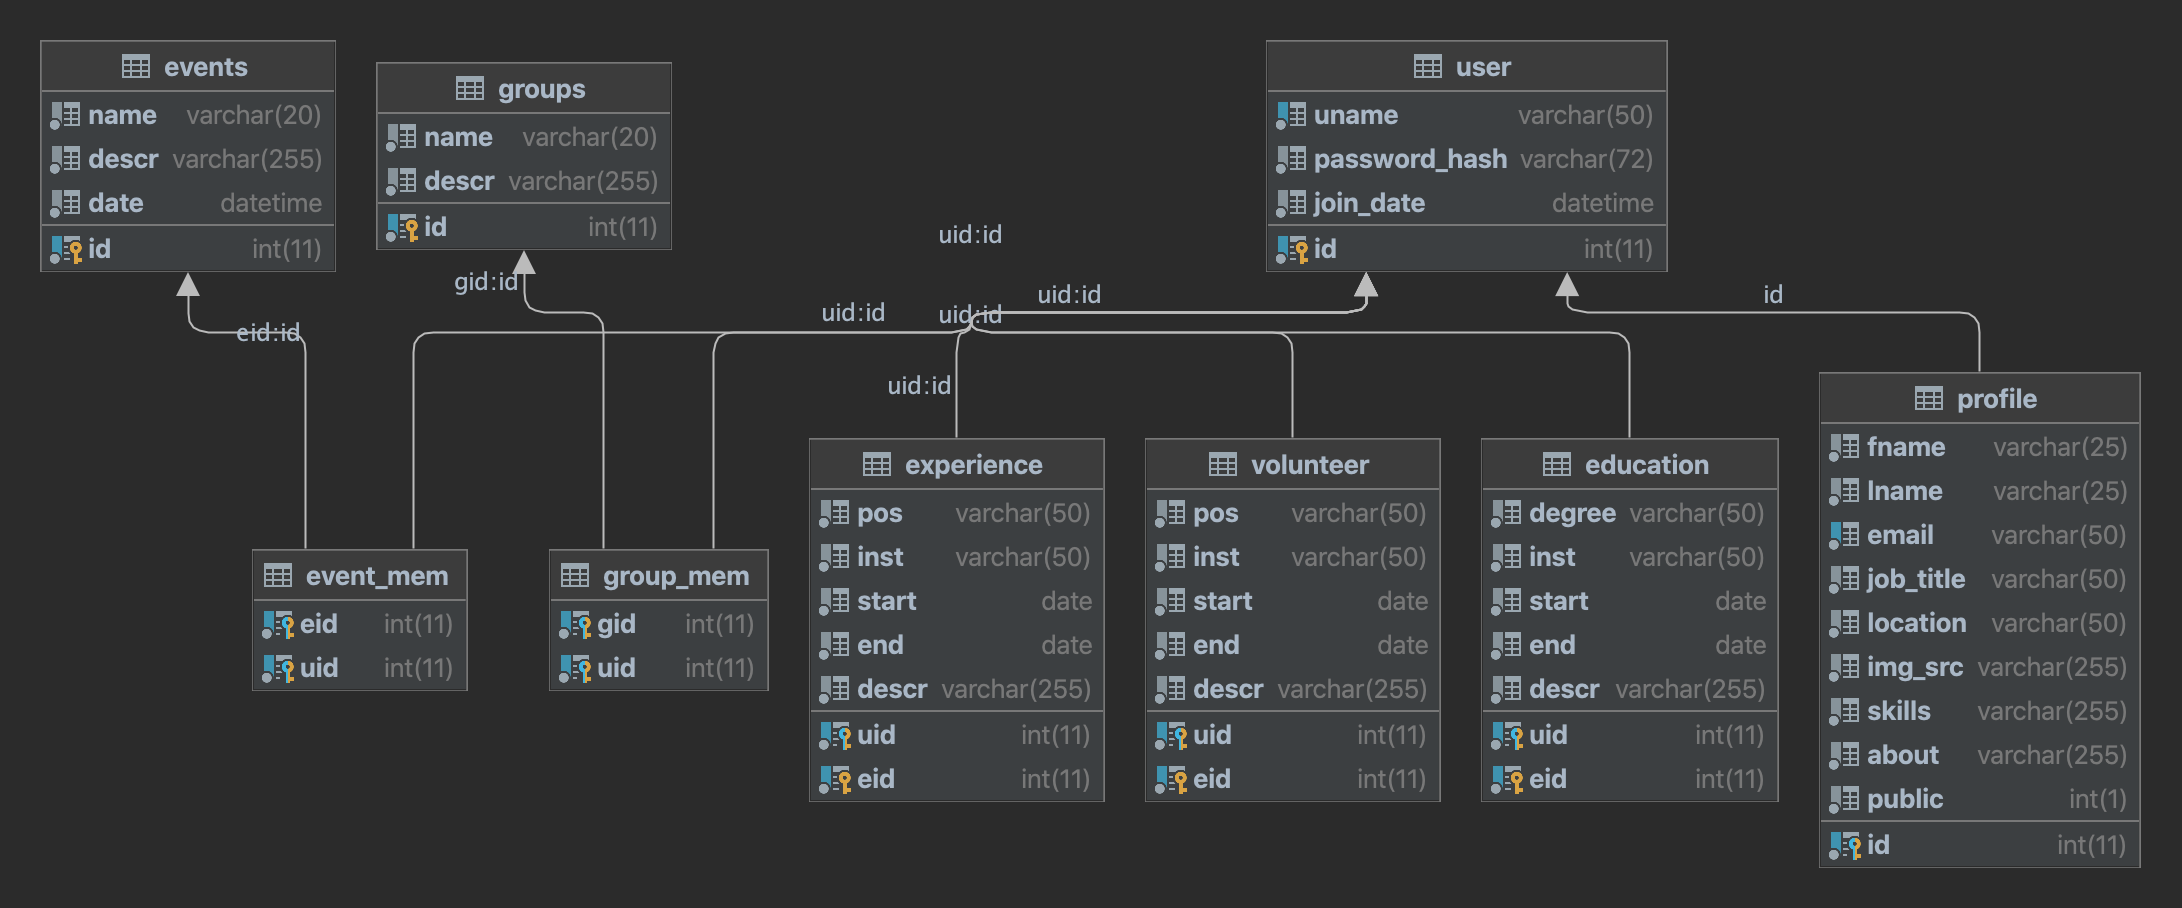 events
name varchar(20)
descr varchar(255)
date datetime
id int(11)
groups
name varchar(20)
descr varchar(255)
id int(11)
user
uname varchar(50)
password_hash varchar(72)
join_date datetime
id int(11)
uid:id
gid:id
uid:id
id
uid:id
uid:id
eid:id
uid:id
event_mem
eid int(11)
uid int(11)
group_mem
gid int(11)
uid int(11)
experience
pos varchar(50)
inst varchar(50)
start date
end date
descr varchar(255)
uid int(11)
eid int(11)
volunteer
pos varchar(50)
inst varchar(50)
start date
end date
descr varchar(255)
uid int(11)
eid int(11)
education
degree varchar(50)
inst varchar(50)
start date
end date
descr varchar(255)
uid int(11)
eid int(11)
profile
fname varchar(25)
lname varchar(25)
email varchar(50)
job_title varchar(50)
location varchar(50)
img_src varchar(255)
skills varchar(255)
about varchar(255)
public int(1)
id int(11)